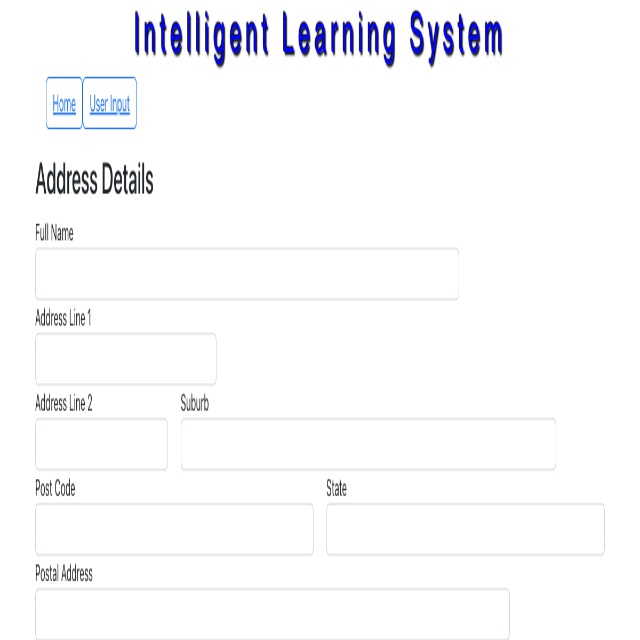 Intelligent Learning System
Home User Input
Address Details
Full Name
Address Line 1
Address Line 2 Suburb
Post Code State
Postal Address